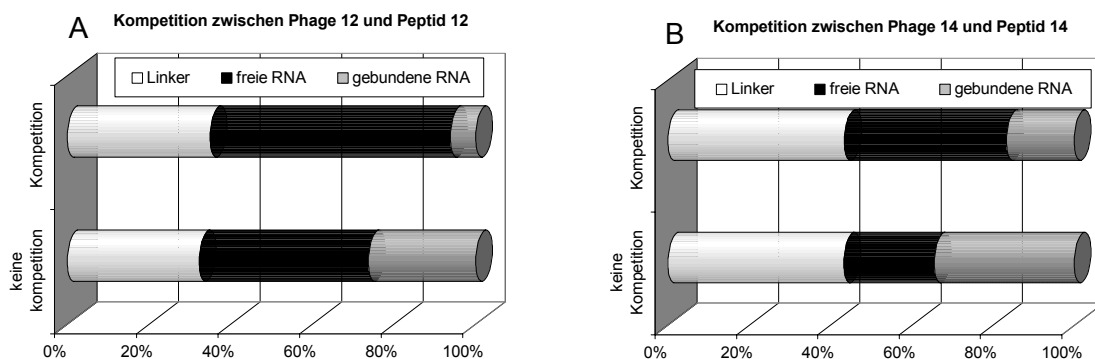 A
Kompetition zwischen Phage 12 und Peptid 12
Linker freie RNA gebundene RNA
Kompetition
keine
kompetition
0% 20% 40% 60% 80% 100%
B
Kompetition zwischen Phage 14 und Peptid 14
Linker freie RNA gebundene RNA
Kompetition
keine
kompetition
0% 20% 40% 60% 80% 100%